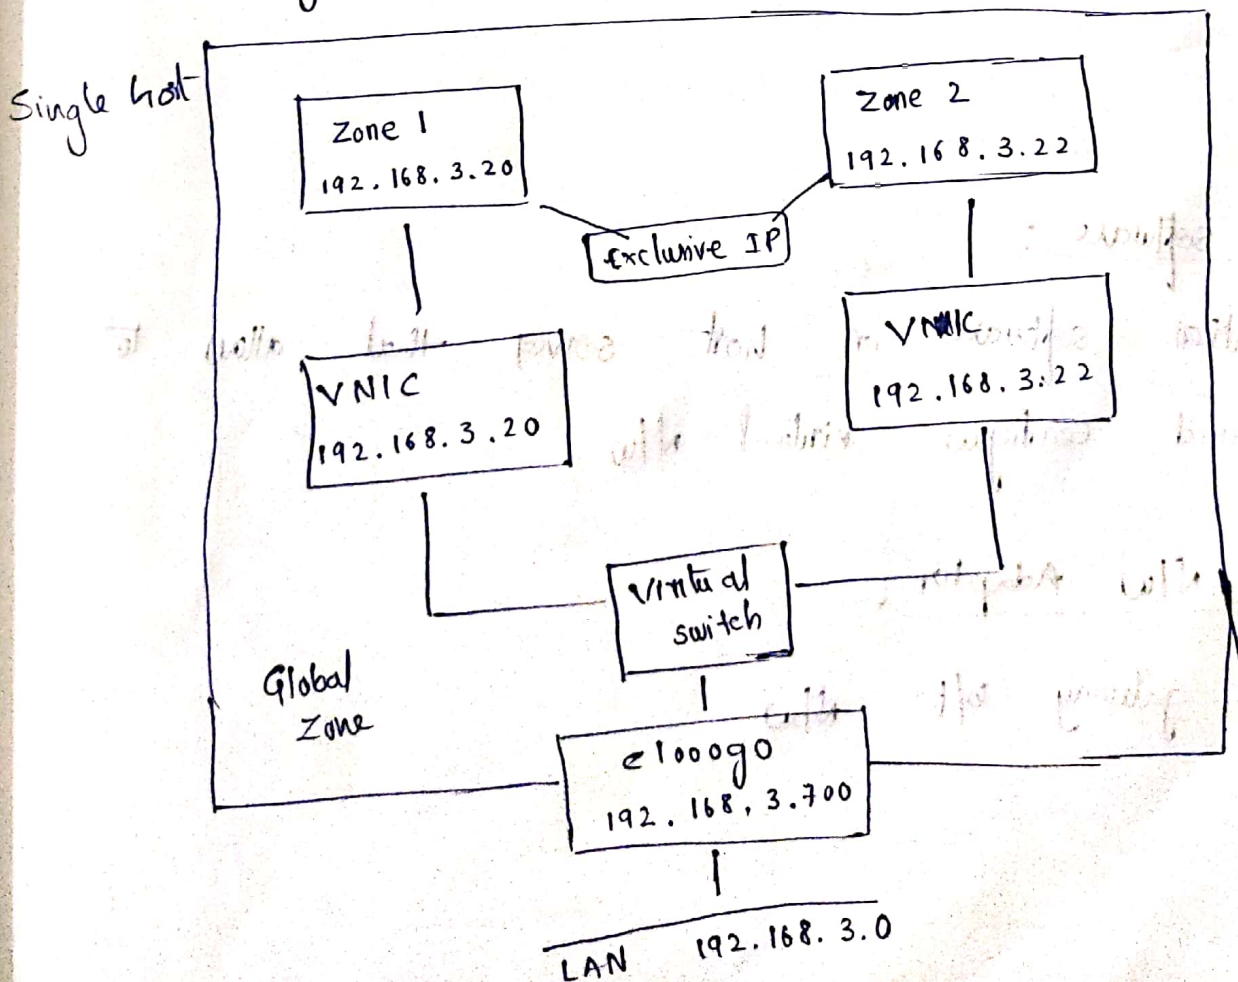 Single host
Zone 1
192.168.3.20
Zone 2
192.168.3.22
Exclusive IP
VNIC
192.168.3.20
VNIC
192.168.3.22
Virtual
switch
Global
Zone
e1000g0
192.168.3.700
LAN 192.168.3.0